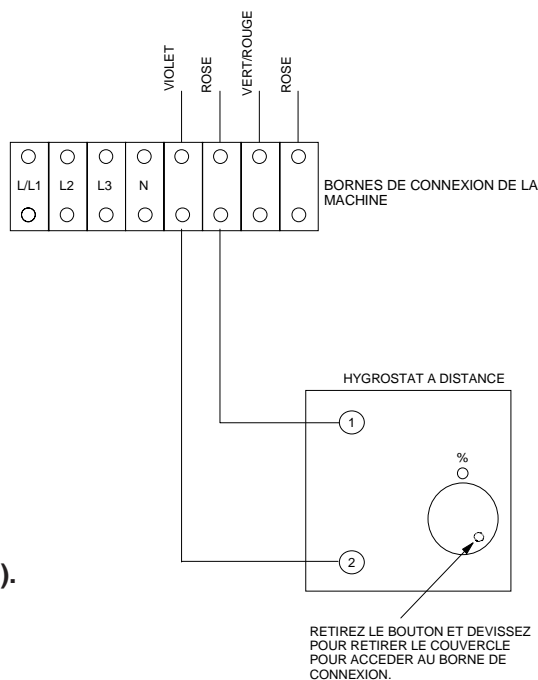 VIOLET
ROSE
VERT/ROUGE
ROSE
L/L1
L2
L3
N
BORNES DE CONNEXION DE LA
MACHINE
HYGROSTAT A DISTANCE
1
%
2
).
RETIREZ LE BOUTON ET DEVISSEZ
POUR RETIRER LE COUVERCLE
POUR ACCEDER AU BORNE DE
CONNEXION.